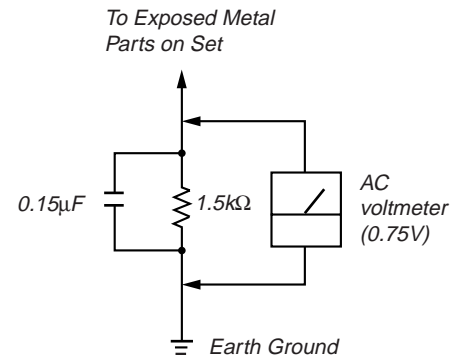 To Exposed Metal
Parts on Set
0.15μF
1.5kΩ
AC
voltmeter
(0.75V)
Earth Ground